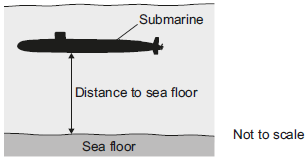 Submarine
Distance to sea floor
Not to scale
Sea floor